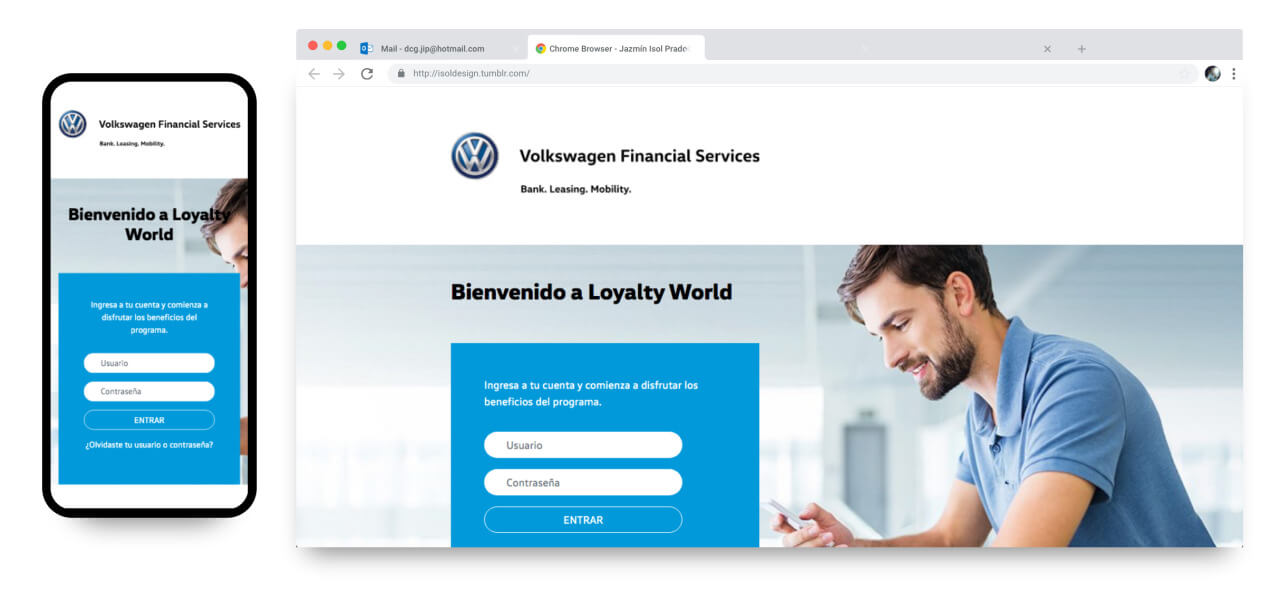 Volkswagen Financial Services
Bank. Leasing. Mobility.
Bienvenido a Loyalty
World
Ingresa a tu cuenta y comienza a
disfrutar los beneficios del
programa.
Usuario
Contraseña
ENTRAR
¿Olvidaste tu usuario o contraseña?
Mail - dcg.jip@hotmail.com
Chrome Browser - Jazmín Isol Prado
http://isoldesign.tumblr.com/
Volkswagen Financial Services
Bank. Leasing. Mobility.
Bienvenido a Loyalty World
Ingresa a tu cuenta y comienza a disfrutar los
beneficios del programa.
Usuario
Contraseña
ENTRAR